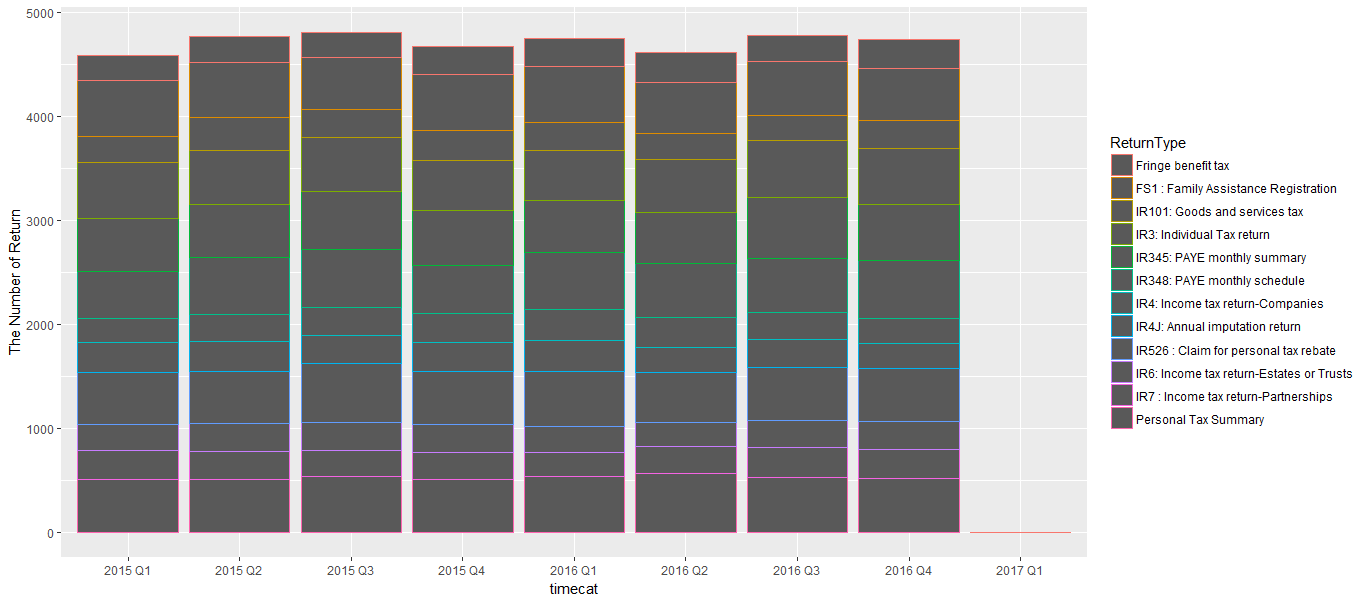 5000
4000
3000
2000
1000
0
The Number of Return
2015 Q1
2015 Q2
2015 Q3
2015 Q4
2016 Q1
2016 Q2
2016 Q3
2016 Q4
2017 Q1
timecat
ReturnType
Fringe benefit tax
FS1 : Family Assistance Registration
IR101: Goods and services tax
IR3: Individual Tax return
IR345: PAYE monthly summary
IR348: PAYE monthly schedule
IR4: Income tax return-Companies
IR4J: Annual imputation return
IR526 : Claim for personal tax rebate
IR6: Income tax return-Estates or Trusts
IR7 : Income tax return-Partnerships
Personal Tax Summary